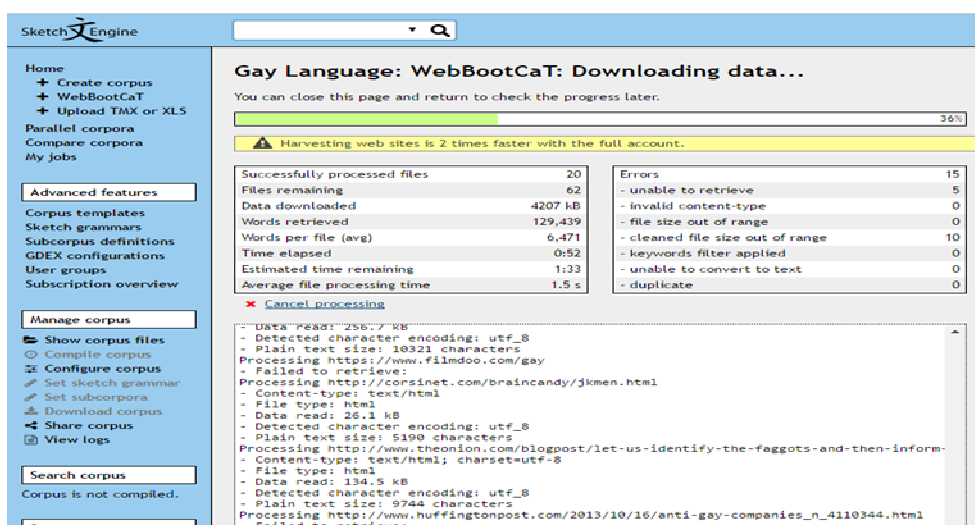 Sketch Engine
Home
+ Create corpus
+ WebBootCaT
+ Upload TMX or XLS
Parallel corpora
Compare corpora
My jobs
Advanced features
Corpus templates
Sketch grammars
Subcorpus definitions
GDEX configurations
User groups
Subscription overview
Manage corpus
Show corpus files
Compile corpus
Configure corpus
Set sketch grammar
Set subcorpora
Download corpus
Share corpus
View logs
Search corpus
Corpus is not compiled.
Gay Language: WebBootCaT: Downloading data...
You can close this page and return to check the progress later.
36%
Harvesting web sites is 2 times faster with the full account.
Successfully processed files 20
Files remaining 62
Data downloaded 4207 kB
Words retrieved 129,439
Words per file (avg) 6,471
Time elapsed 0:52
Estimated time remaining 1:33
Average file processing time 1.5 s
Errors 15
- unable to retrieve 5
- invalid content-type 0
- file size out of range 0
- cleaned file size out of range 10
- keywords filter applied 0
- unable to convert to text 0
- duplicate 0
Cancel processing
- Data read: 256.7 kB
- Detected character encoding: utf_8
- Plain text size: 10321 characters
Processing https://www.filmdoo.com/gay
- Failed to retrieve:
Processing http://corsinet.com/braincandy/jkmen.html
- Content-type: text/html
- File type: html
- Data read: 26.1 kB
- Detected character encoding: utf_8
- Plain text size: 5190 characters
Processing http://www.theonion.com/blogpost/let-us-identify-the-faggots-and-then-inform-
- Content-type: text/html; charset=utf-8
- File type: html
- Data read: 134.5 kB
- Detected character encoding: utf_8
- Plain text size: 9744 characters
Processing http://www.huffingtonpost.com/2013/10/16/anti-gay-companies_n_4110344.html
- Failed to retrieve: